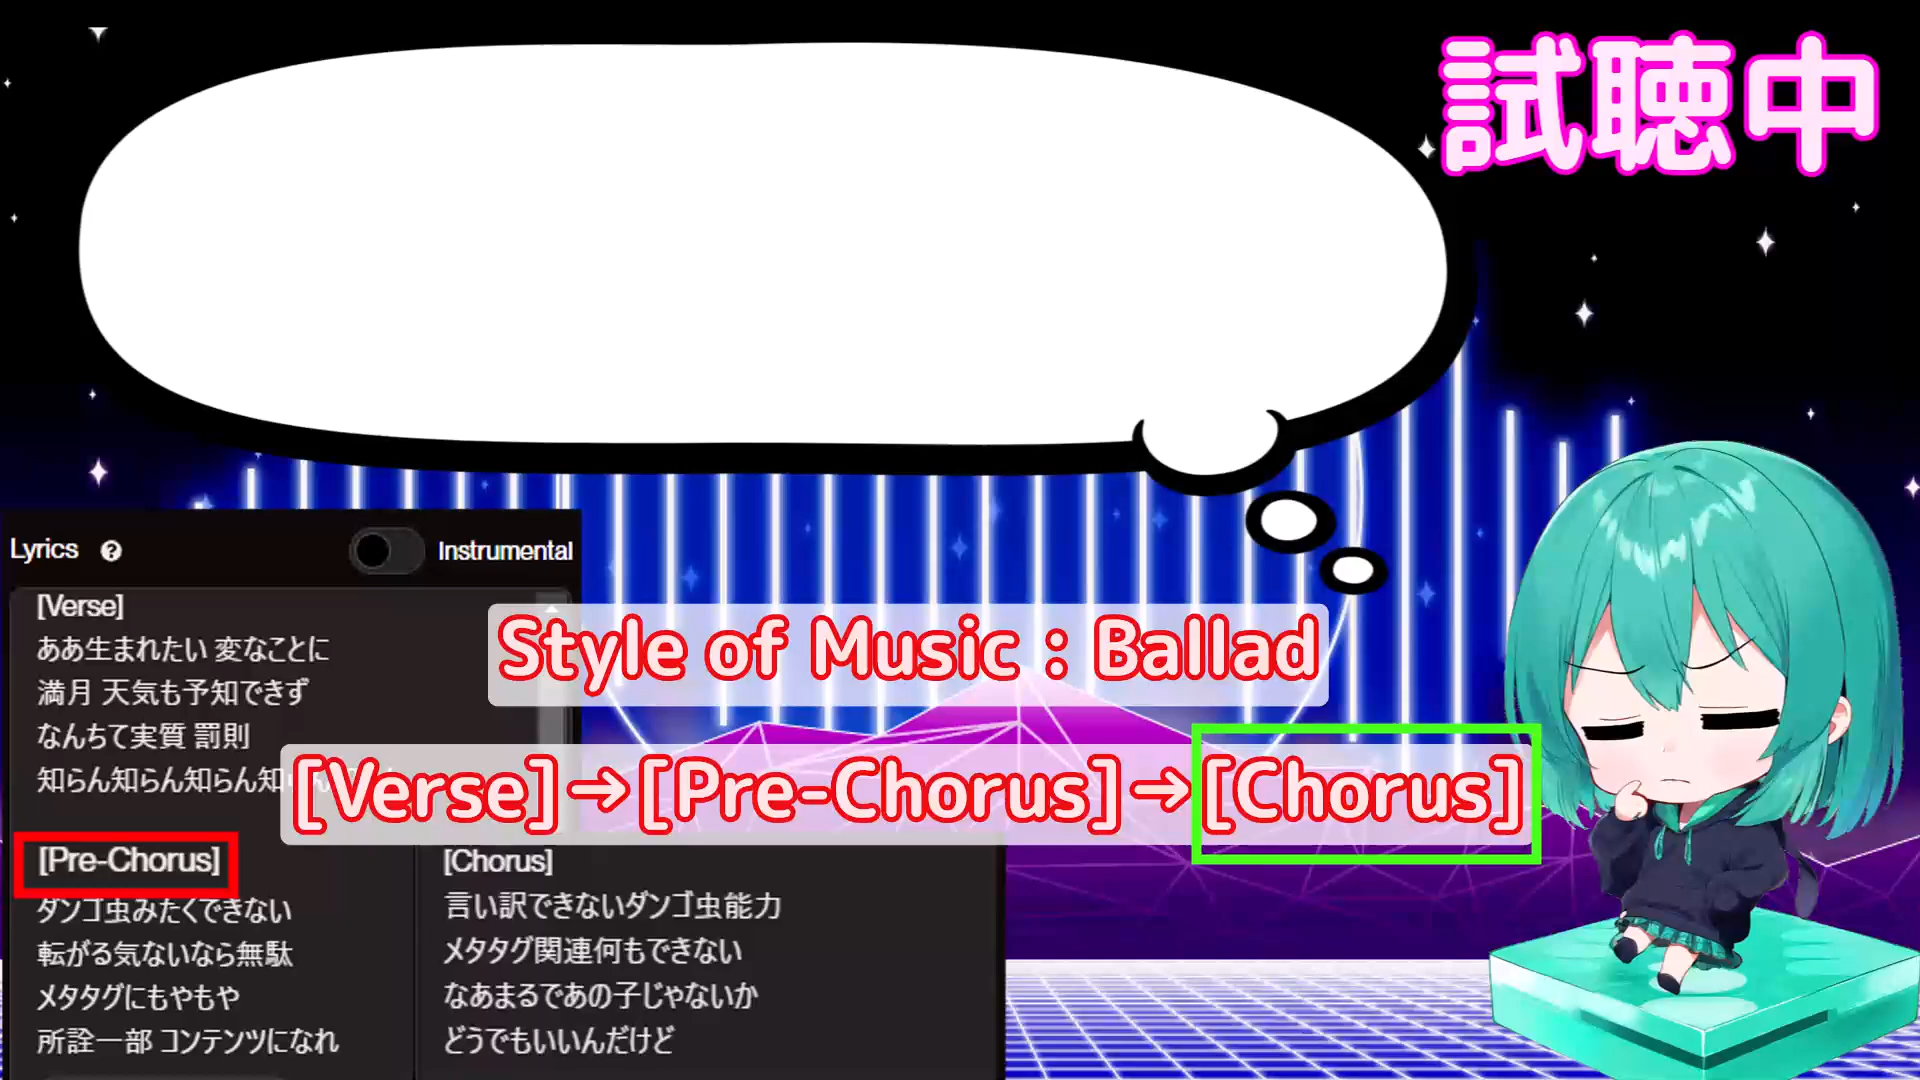 試聴中
Lyrics ? Instrumental
[Verse]
ああ生まれたい 変なことに
満月 天気も予知できず
なんちて実質 罰則
知らん知らん知らん知
Style of Music : Ballad
[Verse]→[Pre-Chorus]→[Chorus]
[Pre-Chorus]
ダンゴ虫みたくできない
転がる気ないなら無駄
メタタグにもやもや
所詮一部 コンテンツになれ
[Chorus]
言い訳できないダンゴ虫能力
メタタグ関連何もできない
なあまるであの子じゃないか
どうでもいいんだけど